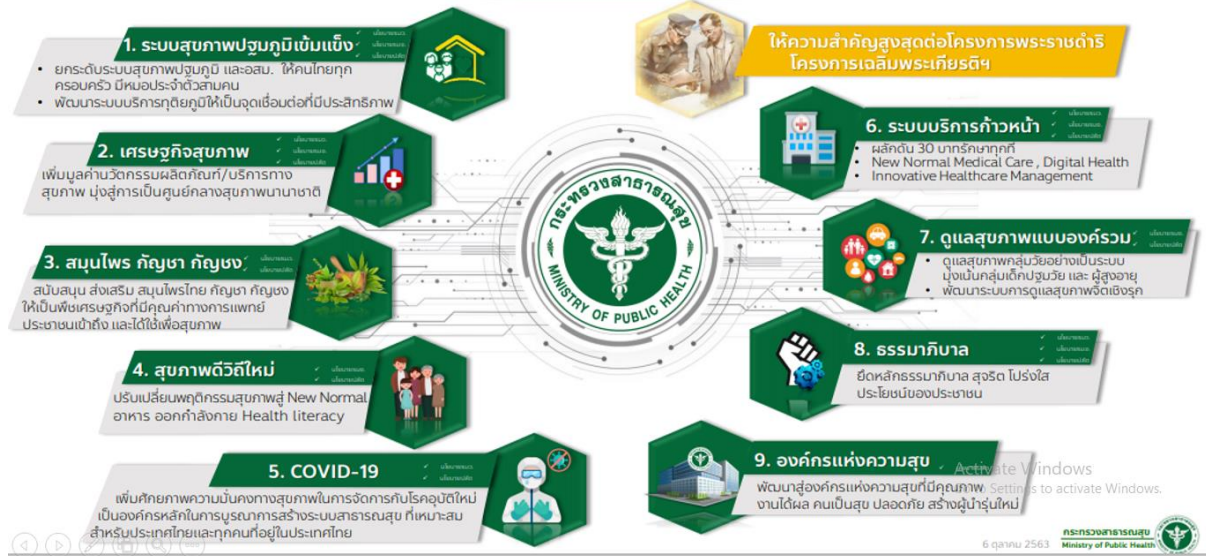 1. ระบบสุขภาพปฐมภูมิเข้มแข็ง
• ยกระดับระบบสุขภาพปฐมภูมิ และอสม. ให้คนไทยทุก
ครอบครัว มีหมอประจำตัวสามคน
• พัฒนาระบบบริการทุติยภูมิให้เป็นจุดเชื่อมต่อที่มีประสิทธิภาพ
2. เศรษฐกิจสุขภาพ
เพิ่มมูลค่านวัตกรรมผลิตภัณฑ์/บริการทาง
สุขภาพ มุ่งสู่การเป็นศูนย์กลางสุขภาพนานาชาติ
3. สมุนไพร กัญชา กัญชง
สนับสนุน ส่งเสริม สมุนไพรไทย กัญชา กัญชง
ให้เป็นพืชเศรษฐกิจที่มีคุณค่าทางการแพทย์
ประชาชนเข้าถึง และได้ใช้เพื่อสุขภาพ
4. สุขภาพดีวิถีใหม่
ปรับเปลี่ยนพฤติกรรมสุขภาพสู่ New Normal
อาหาร ออกกำลังกาย Health literacy
5. COVID-19
เพิ่มศักยภาพความมั่นคงทางสุขภาพในการจัดการกับโรคอุบัติใหม่
เป็นองค์กรหลักในการบูรณาการสร้างระบบสาธารณสุข ที่เหมาะสม
สำหรับประเทศไทยและทุกคนที่อยู่ในประเทศไทย
กระทรวงสาธารณสุข
MINISTRY OF PUBLIC HEALTH
ให้ความสำคัญสูงสุดต่อโครงการพระราชดำริ
โครงการเฉลิมพระเกียรติฯ
6. ระบบบริการก้าวหน้า
• ผลักดัน 30 บาทรักษาทุกที่
• New Normal Medical Care , Digital Health
• Innovative Healthcare Management
7. ดูแลสุขภาพแบบองค์รวม
• ดูแลสุขภาพกลุ่มวัยอย่างเป็นระบบ
มุ่งเน้นกลุ่มเด็กปฐมวัย และ ผู้สูงอายุ
• พัฒนาระบบการดูแลสุขภาพจิตเชิงรุก
8. ธรรมาภิบาล
ยึดหลักธรรมาภิบาล สุจริต โปร่งใส
ประโยชน์ของประชาชน
9. องค์กรแห่งความสุข
พัฒนาสู่องค์กรแห่งความสุขที่มีคุณภาพ
งานได้ผล คนเป็นสุข ปลอดภัย สร้างผู้นำรุ่นใหม่
Activate Windows
Settings to activate Windows.
6 ตุลาคม 2563
กระทรวงสาธารณสุข
Ministry of Public Health